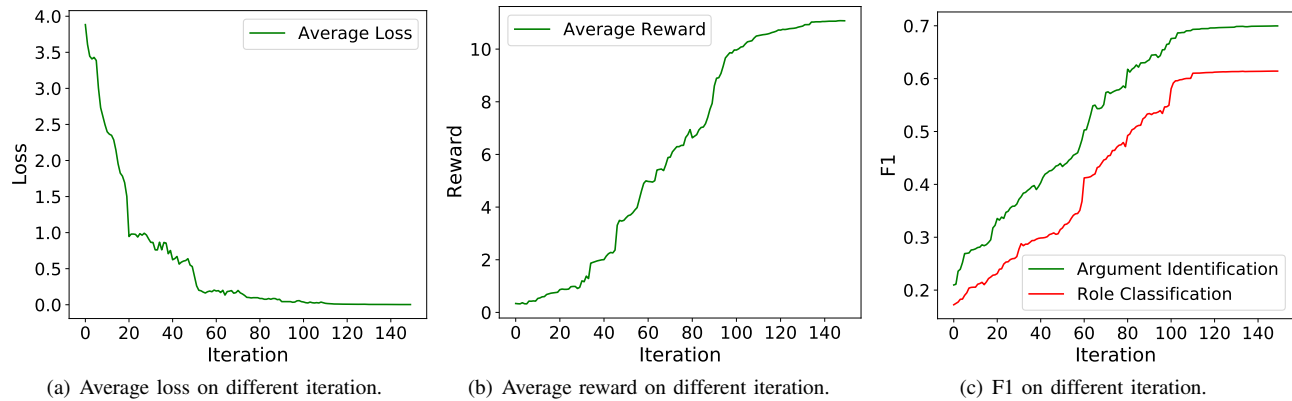 4.0
3.5
3.0
2.5
2.0
1.5
1.0
0.5
0.0
Loss
Average Loss
0 20 40 60 80 100 120 140
Iteration
(a) Average loss on different iteration.
10
8
6
4
2
0
Reward
Average Reward
0 20 40 60 80 100 120 140
Iteration
(b) Average reward on different iteration.
0.7
0.6
0.5
0.4
0.3
0.2
F1
Argument Identification
Role Classification
0 20 40 60 80 100 120 140
Iteration
(c) F1 on different iteration.